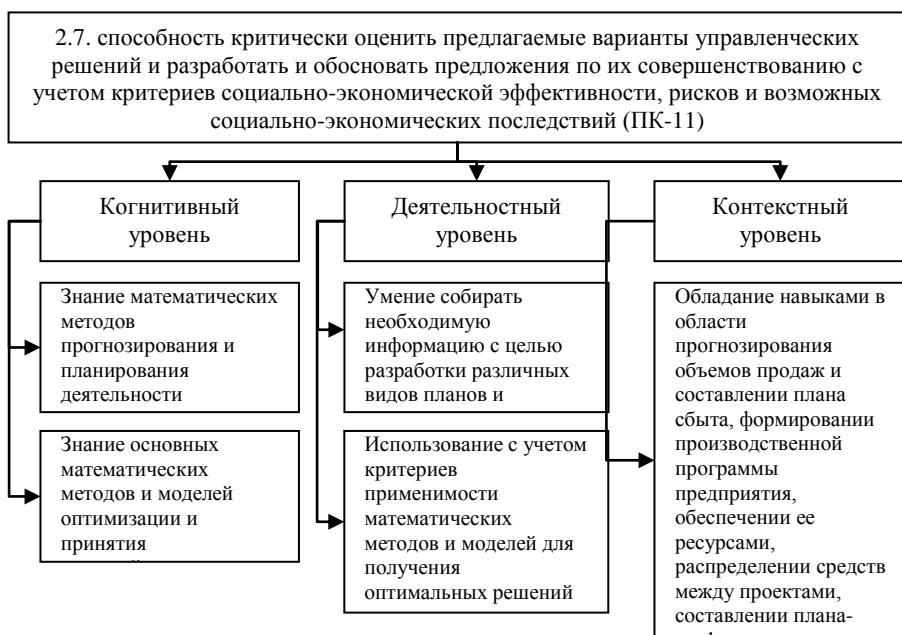 2.7. способность критически оценить предлагаемые варианты управленческих
решений и разработать и обосновать предложения по их совершенствованию с
учетом критериев социально-экономической эффективности, рисков и возможных
социально-экономических последствий (ПК-11)
Когнитивный
уровень
Знание математических
методов
прогнозирования и
планирования
деятельности
Знание основных
математических
методов и моделей
оптимизации и
принятия
Деятельностный
уровень
Умение собирать
необходимую
информацию с целью
разработки различных
видов планов и
Использование с учетом
критериев
применимости
математических
методов и моделей для
получения
оптимальных решений
Контекстный
уровень
Обладание навыками в
области
прогнозирования
объемов продаж и
составлении плана
сбыта, формировании
производственной
программы
предприятия,
обеспечении ее
ресурсами,
распределении средств
между проектами,
составлении плана-